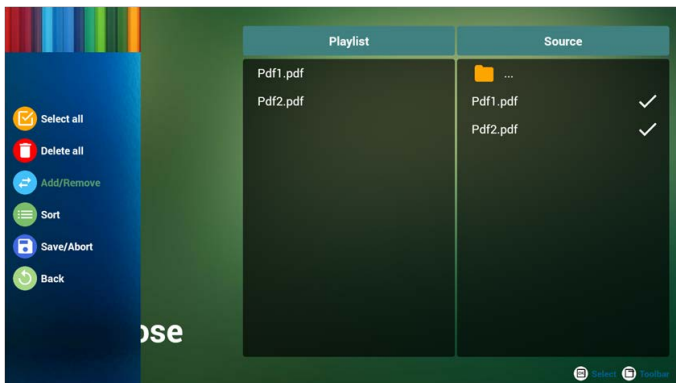 Playlist
Source
Pdf1.pdf
Pdf2.pdf
...
Pdf1.pdf
Pdf2.pdf
Select all
Delete all
Add/Remove
Sort
Save/Abort
Back
ose
Select
Toolbar